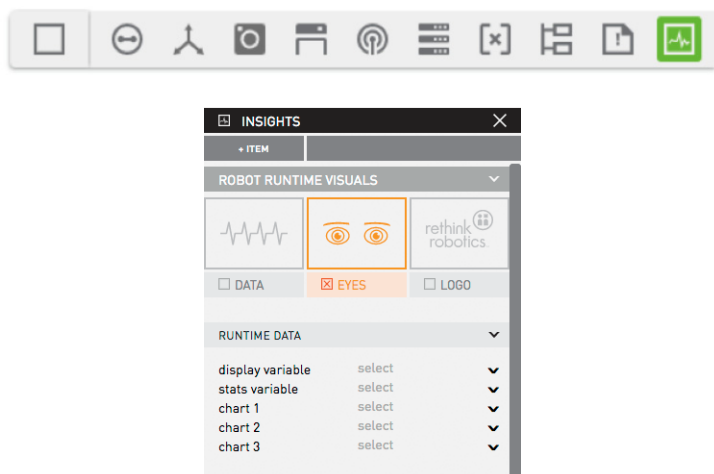 INSIGHTS
+ ITEM
ROBOT RUNTIME VISUALS
rethink
robotics.
DATA
EYES
LOGO
RUNTIME DATA
display variable select
stats variable select
chart 1 select
chart 2 select
chart 3 select